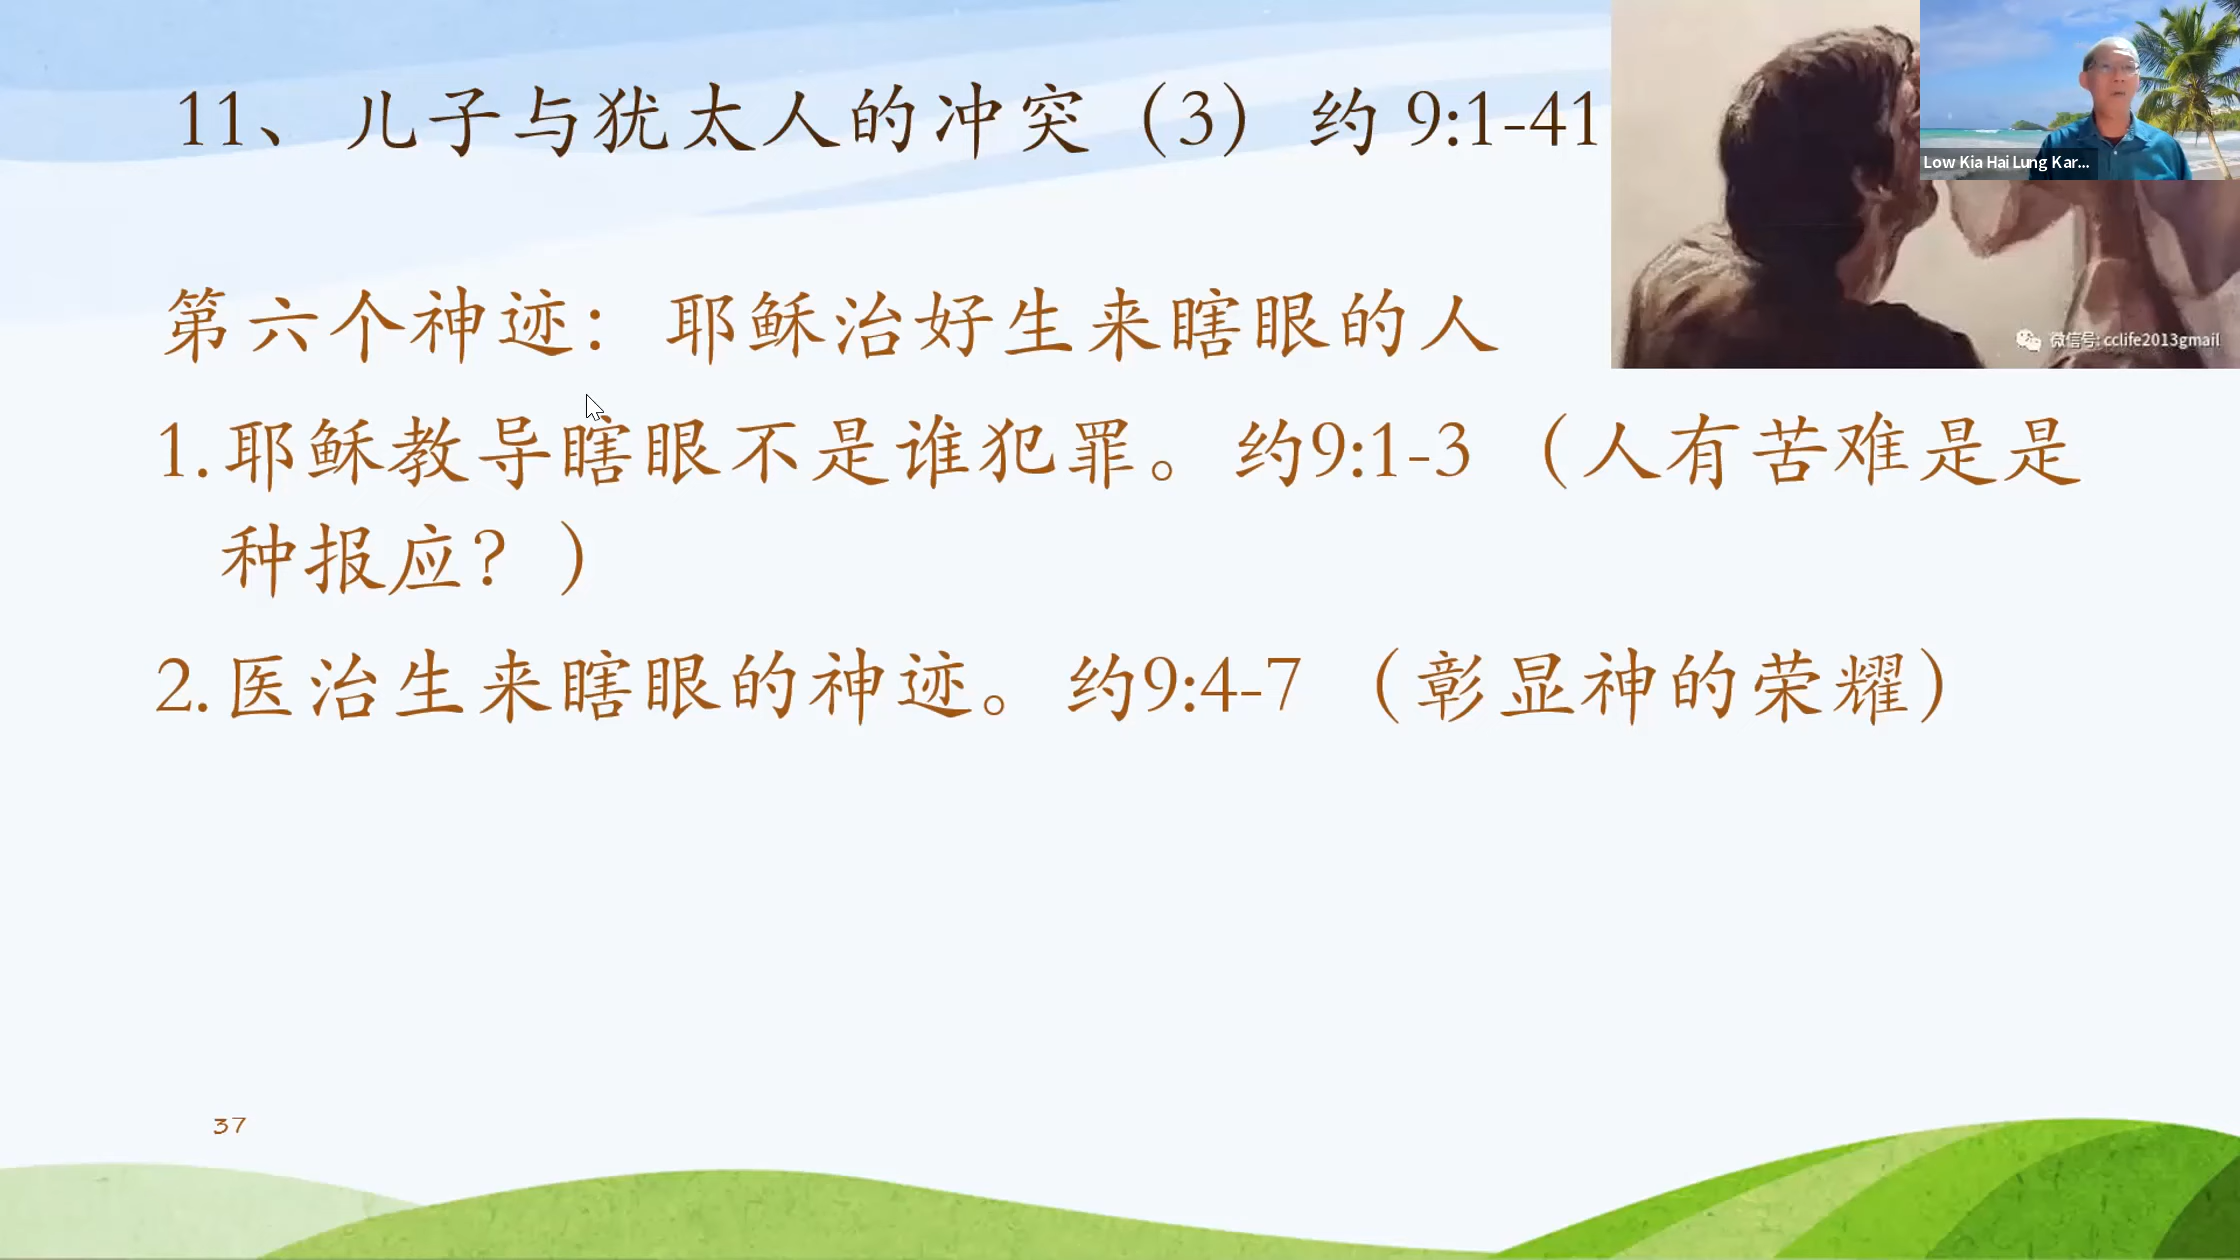 11、儿子与犹太人的冲突（3） 约 9:1-41
Low Kia Hai Lung Kar...
微信号: cclife2013gmail
第六个神迹： 耶稣治好生来瞎眼的人
1.耶稣教导瞎眼不是谁犯罪。 约9:1-3 （人有苦难是是
种报应？ ）
2.医治生来瞎眼的神迹。 约9:4-7 （彰显神的荣耀）
37